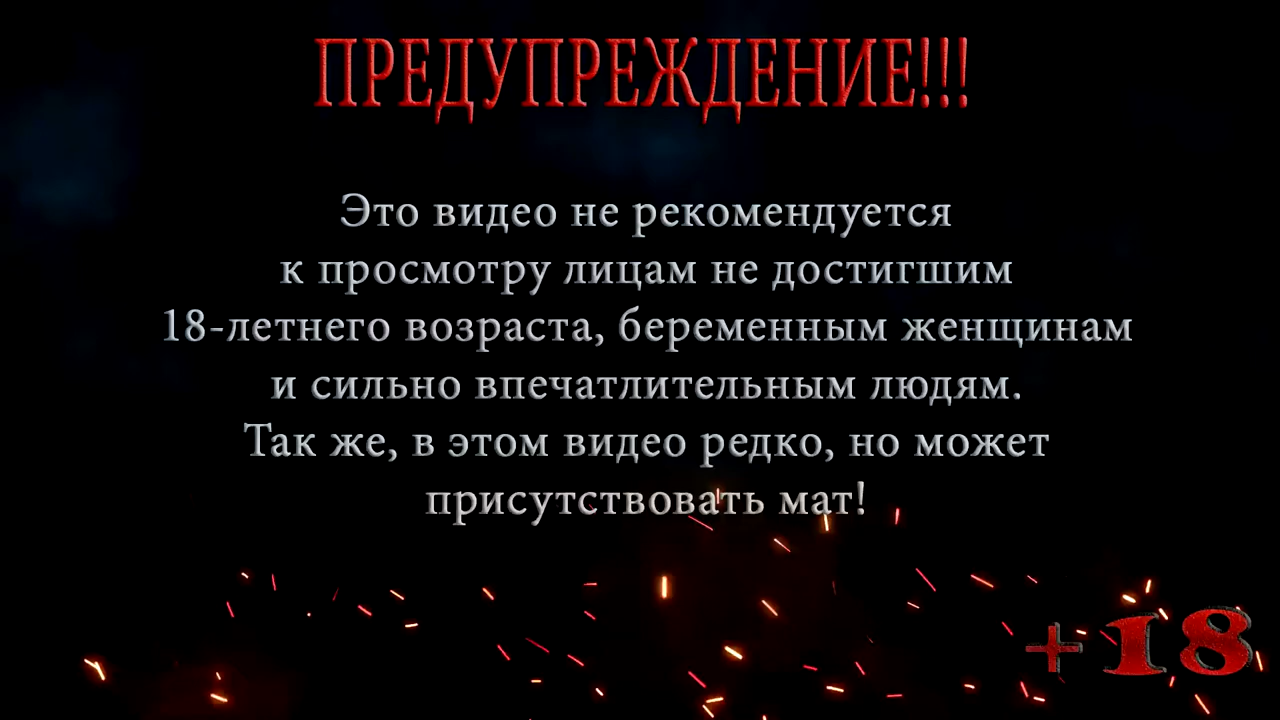 ПРЕДУПРЕЖДЕНИЕ!!!
Это видео не рекомендуется
к просмотру лицам не достигшим
18-летнего возраста, беременным женщинам
и сильно впечатлительным людям.
Так же, в этом видео редко, но может
присутствовать мат!
+18